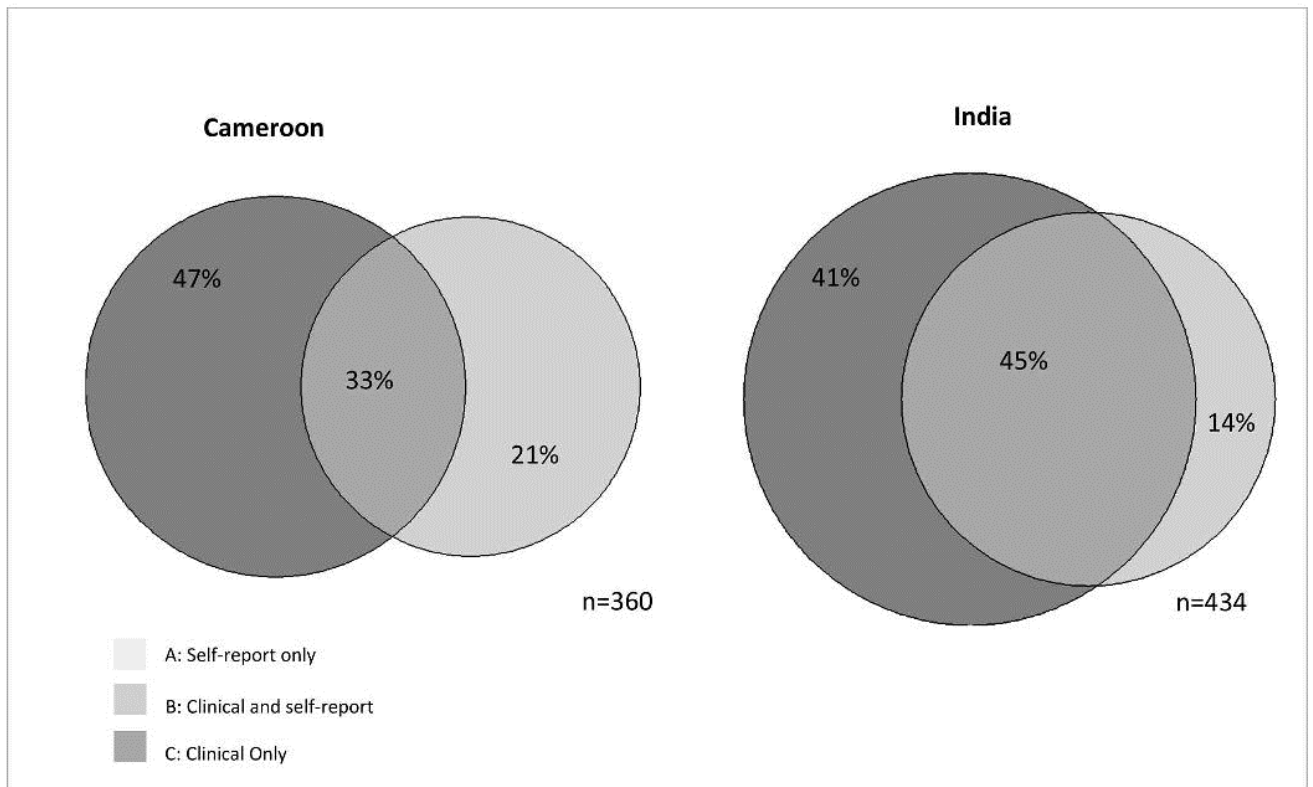 Cameroon
India
47%
33%
21%
n=360
41%
45%
14%
n=434
A: Self-report only
B: Clinical and self-report
C: Clinical Only